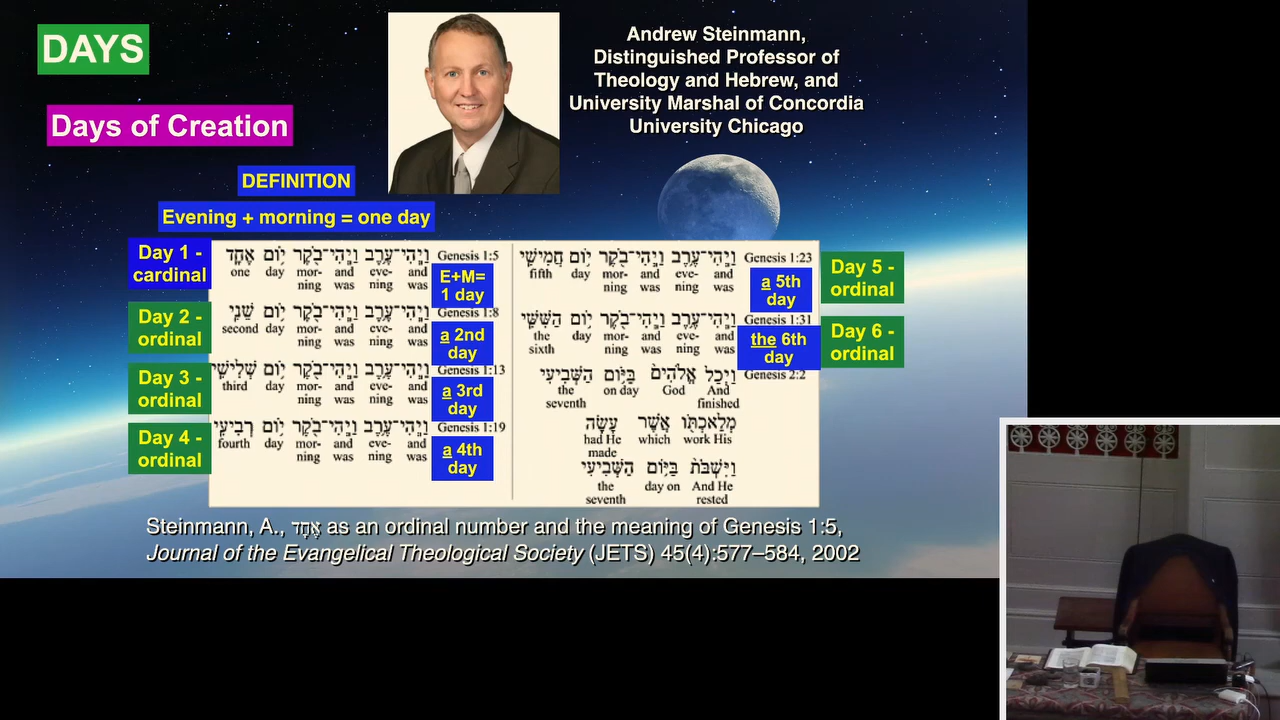 DAYS
Days of Creation
Andrew Steinmann,
Distinguished Professor of
Theology and Hebrew, and
University Marshal of Concordia
University Chicago
DEFINITION
Evening + morning = one day
Day 1 -
cardinal
וַיְהִי־עֶרֶב וַיְהִי־בֹקֶר יוֹם אֶחָד
Genesis 1:5
one day mor- and eve- and
ning was ning was
E+M=
1 day
Day 2 -
ordinal
וַיְהִי־עֶרֶב וַיְהִי־בֹקֶר יוֹם שֵׁנִי
Genesis 1:8
second day mor- and eve- and
ning was ning was
a 2nd
day
Day 3 -
ordinal
וַיְהִי־עֶרֶב וַיְהִי־בֹקֶר יוֹם שְׁלִישִׁי
Genesis 1:13
third day mor- and eve- and
ning was ning was
a 3rd
day
Day 4 -
ordinal
וַיְהִי־עֶרֶב וַיְהִי־בֹקֶר יוֹם רְבִיעִי
Genesis 1:19
fourth day mor- and eve- and
ning was ning was
a 4th
day
וַיְהִי־עֶרֶב וַיְהִי־בֹקֶר יוֹם חֲמִישִׁי
Genesis 1:23
fifth day mor- and eve- and
ning was ning was
a 5th
day
Day 5 -
ordinal
וַיְהִי־עֶרֶב וַיְהִי־בֹקֶר יוֹם הַשִּׁשִּׁי
Genesis 1:31
the day mor- and eve- and
sixth ning was ning was
the 6th
day
Day 6 -
ordinal
וַיְכַל אֱלֹהִים בַּיּוֹם הַשְּׁבִיעִי
Genesis 2:2
the on day God And
seventh finished
מְלַאכְתּוֹ אֲשֶׁר עָשָׂה
had He which work His
made
וַיִּשְׁבֹּת בַּיּוֹם הַשְּׁבִיעִי
the day on And He
seventh rested
Steinmann, A., אֶחָד as an ordinal number and the meaning of Genesis 1:5,
Journal of the Evangelical Theological Society (JETS) 45(4):577–584, 2002